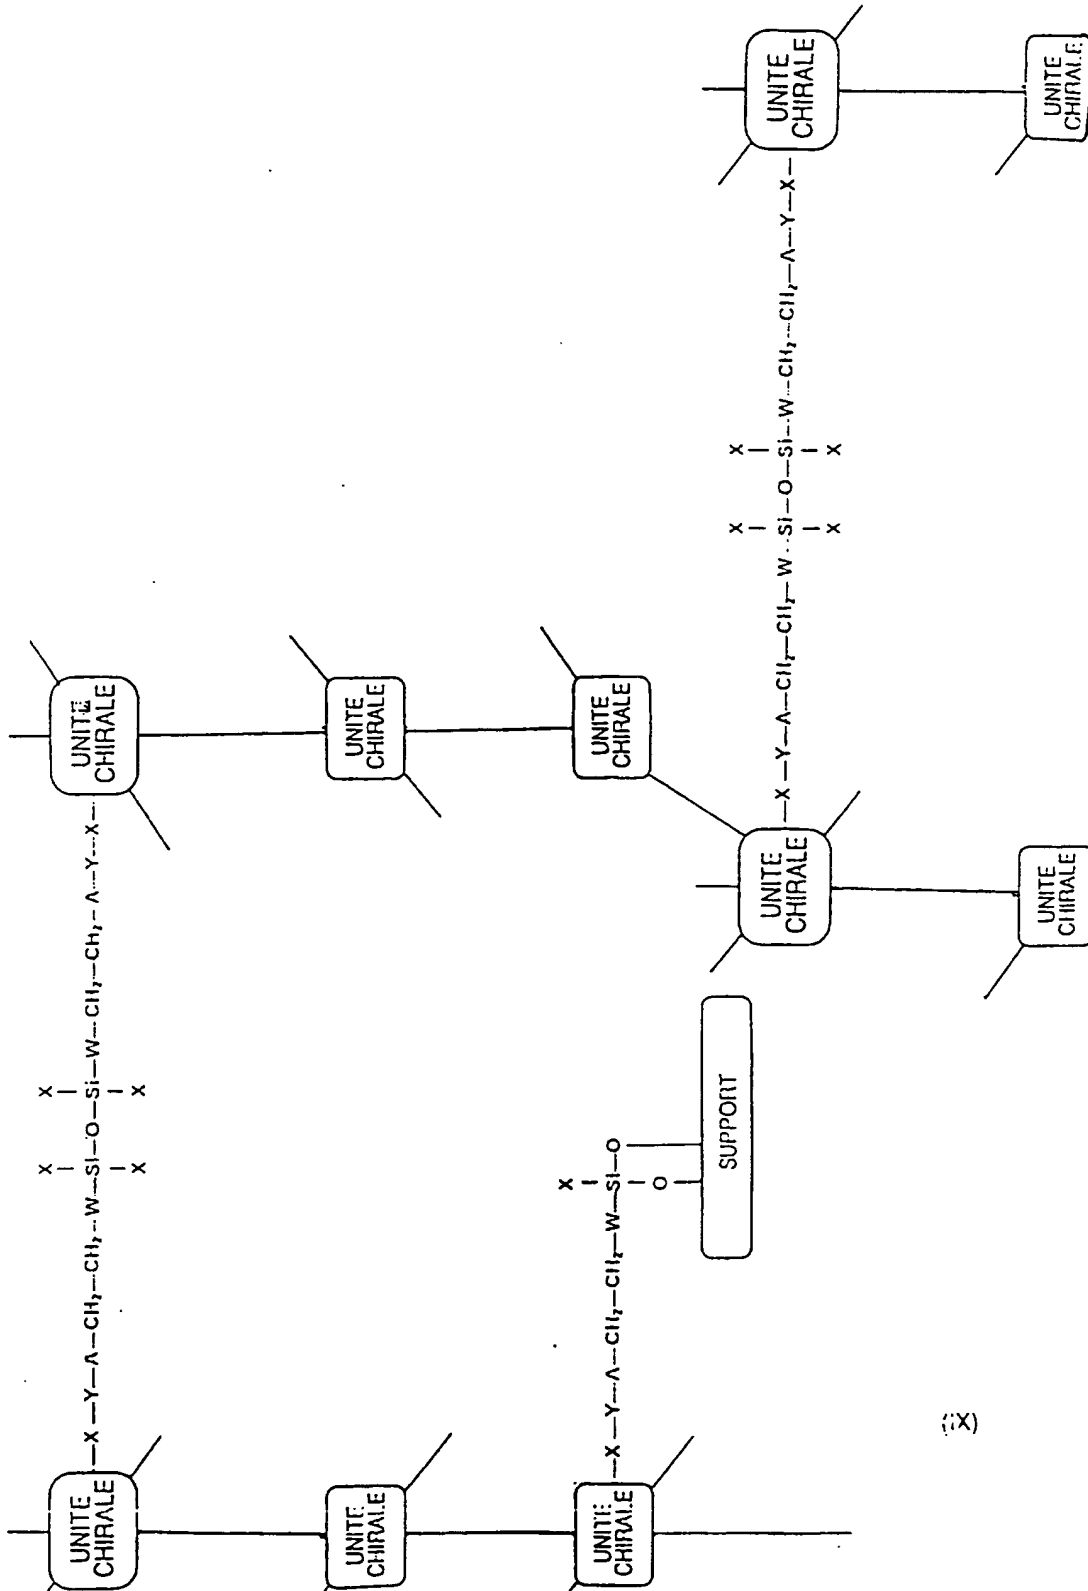 X X
UNITE CHIRALE —X—Y—A—CH₂—CH₂—W—Si—O—Si—W—CH₂—CH₂—A—Y—X— UNITE CHIRALE
X X
UNITE CHIRALE
UNITE CHIRALE
X
UNITE CHIRALE —X—Y—A—CH₂—CH₂—W—Si—O
O
UNITE CHIRALE
SUPPORT
X X
UNITE CHIRALE —X—Y—A—CH₂—CH₂—W—Si—O—Si—W—CH₂—CH₂—A—Y—X— UNITE CHIRALE
X X
(IX)
UNITE CHIRALE
UNITE CHIRALE